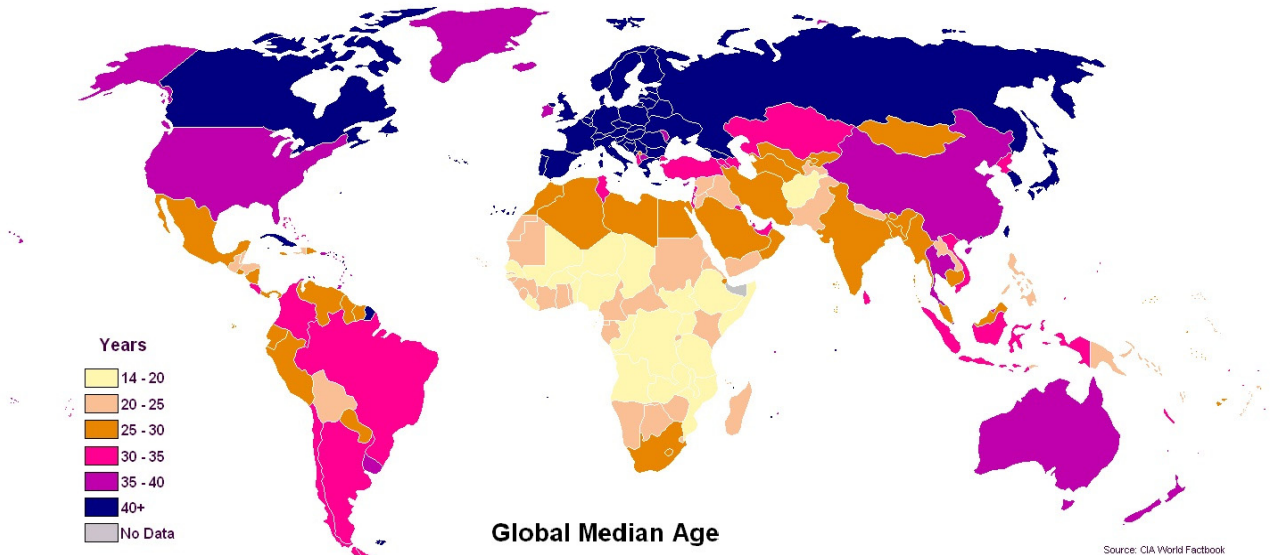 Years
14 - 20
20 - 25
25 - 30
30 - 35
35 - 40
40+
No Data
Global Median Age
Source: CIA World Factbook